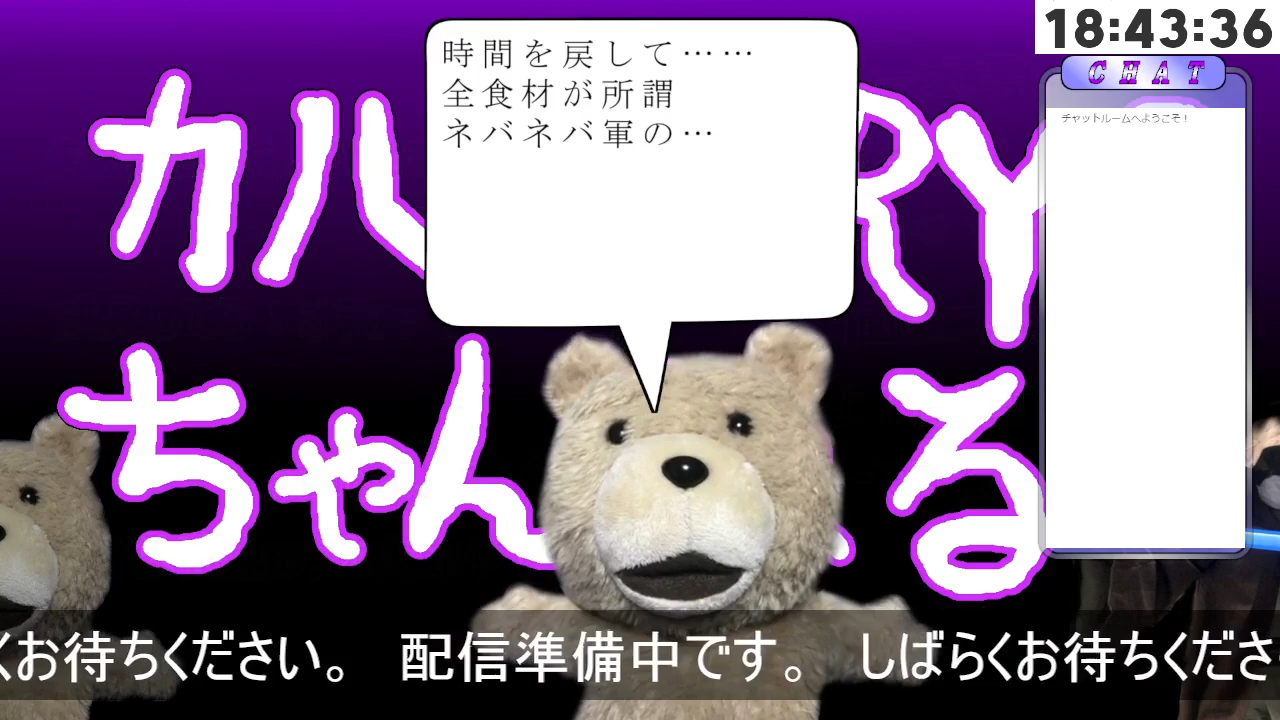 18:43:36
CHAT
チャットルームへようこそ！
時間を戻して……
全食材が所謂
ネバネバ軍の…
カル
RY
ちゃん
る
くお待ちください。 配信準備中です。 しばらくお待ちくださ